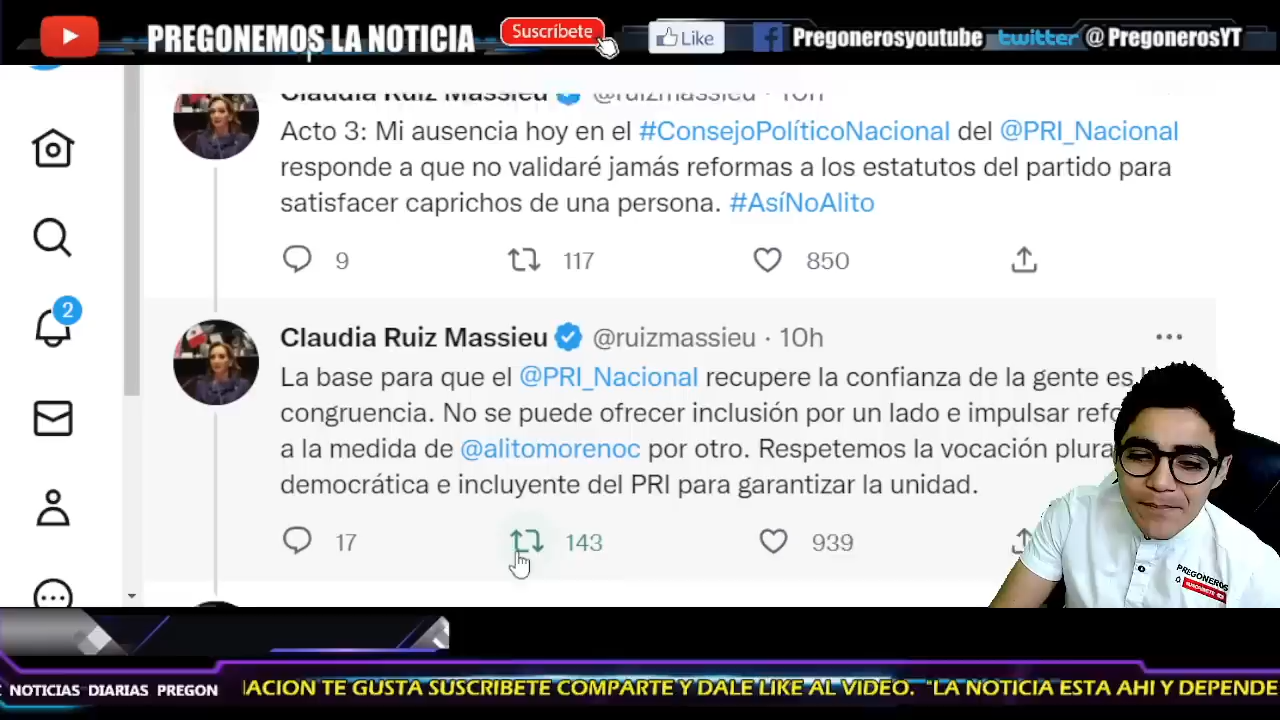 PREGONEMOS LA NOTICIA
Suscríbete
Like
Pregonerosyoutube
twitter @PregonerosYT
Claudia Ruiz Massieu @ruizmassieu · 10h
Acto 3: Mi ausencia hoy en el #ConsejoPolíticoNacional del @PRI_Nacional
responde a que no validaré jamás reformas a los estatutos del partido para
satisfacer caprichos de una persona. #AsíNoAlito
9 117 850
2
Claudia Ruiz Massieu @ruizmassieu · 10h
La base para que el @PRI_Nacional recupere la confianza de la gente es
congruencia. No se puede ofrecer inclusión por un lado e impulsar refo
a la medida de @alitomorenoc por otro. Respetemos la vocación plura
democrática e incluyente del PRI para garantizar la unidad.
17 143 939
PREGONEROS
SUSCRIBETE
NOTICIAS DIARIAS PREGON
ACION TE GUSTA SUSCRIBETE COMPARTE Y DALE LIKE AL VIDEO. "LA NOTICIA ESTA AHI Y DEPENDE